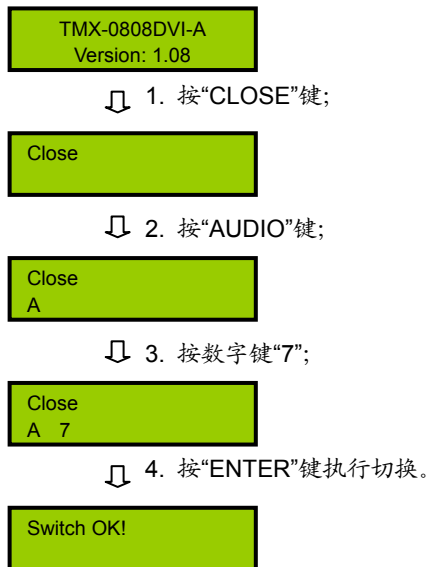 TMX-0808DVI-A
Version: 1.08
1. 按“CLOSE”键;
Close
2. 按“AUDIO”键;
Close
A
3. 按数字键“7”;
Close
A 7
4. 按“ENTER”键执行切换。
Switch OK!